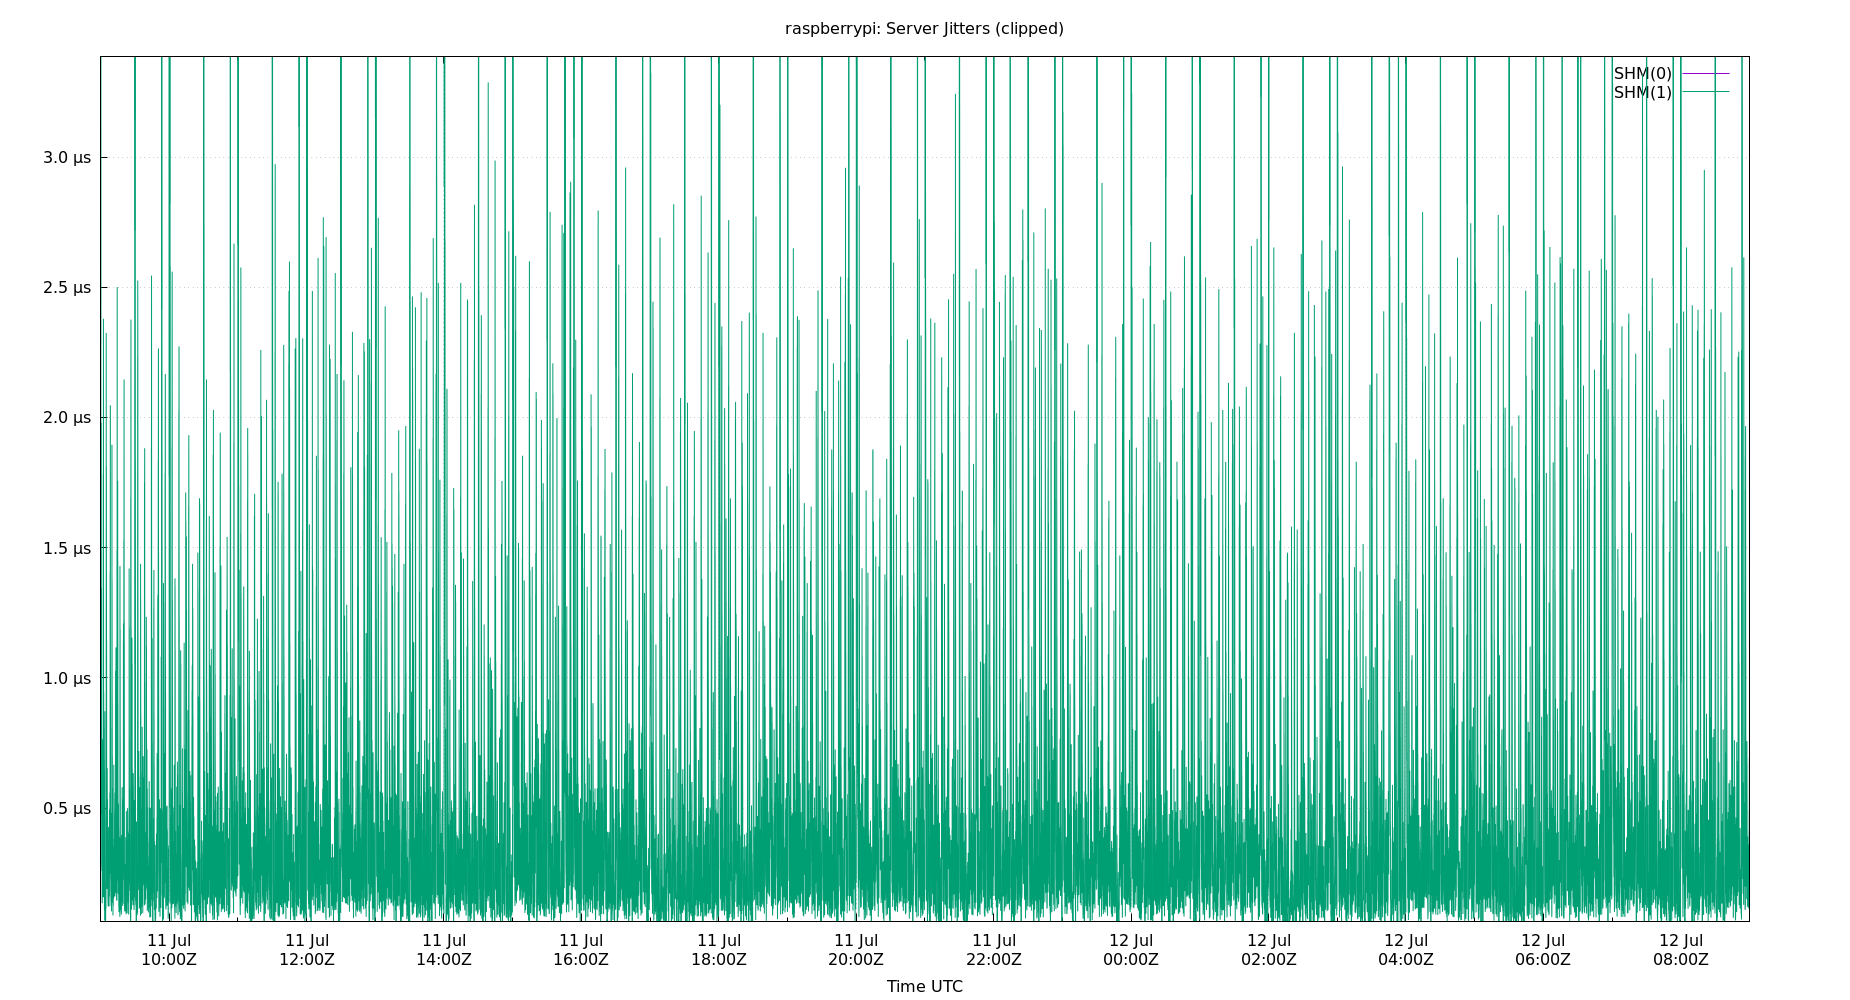 raspberrypi: Server Jitters (clipped)
SHM(0)
SHM(1)
3.0 µs
2.5 µs
2.0 µs
1.5 µs
1.0 µs
0.5 µs
11 Jul 11 Jul 11 Jul 11 Jul 11 Jul 11 Jul 11 Jul 12 Jul 12 Jul 12 Jul 12 Jul 12 Jul
10:00Z 12:00Z 14:00Z 16:00Z 18:00Z 20:00Z 22:00Z 00:00Z 02:00Z 04:00Z 06:00Z 08:00Z
Time UTC